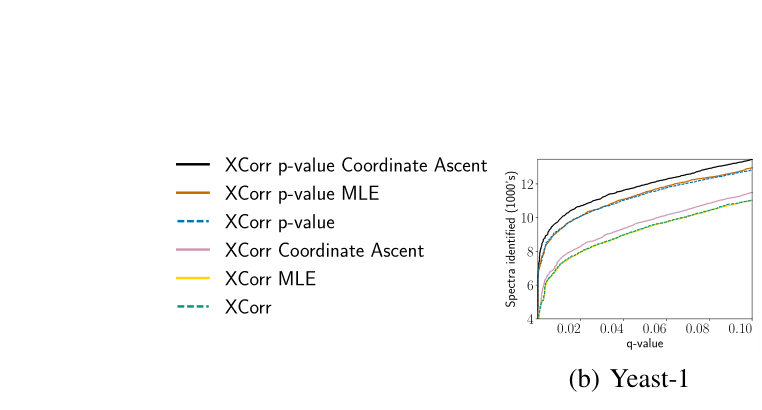 XCorr p-value Coordinate Ascent
XCorr p-value MLE
XCorr p-value
XCorr Coordinate Ascent
XCorr MLE
XCorr
Spectra identified (1000's)
12
10
8
6
4
0.02 0.04 0.06 0.08 0.10
q-value
(b) Yeast-1